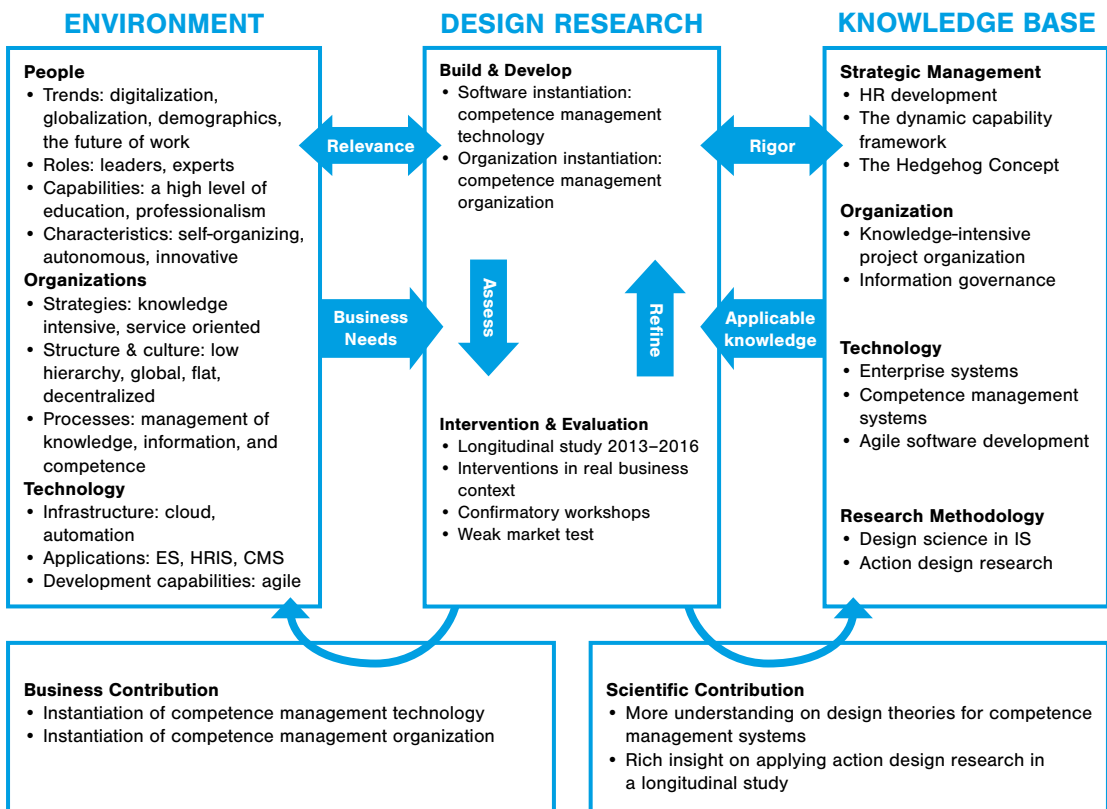 ENVIRONMENT
People
• Trends: digitalization,
globalization, demographics,
the future of work
• Roles: leaders, experts
• Capabilities: a high level of
education, professionalism
• Characteristics: self-organizing,
autonomous, innovative
Organizations
• Strategies: knowledge
intensive, service oriented
• Structure & culture: low
hierarchy, global, flat,
decentralized
• Processes: management of
knowledge, information, and
competence
Technology
• Infrastructure: cloud,
automation
• Applications: ES, HRIS, CMS
• Development capabilities: agile
Relevance
Business
Needs
DESIGN RESEARCH
Build & Develop
• Software instantiation:
competence management
technology
• Organization instantiation:
competence management
organization
Assess
Refine
Intervention & Evaluation
• Longitudinal study 2013–2016
• Interventions in real business
context
• Confirmatory workshops
• Weak market test
Rigor
Applicable
knowledge
KNOWLEDGE BASE
Strategic Management
• HR development
• The dynamic capability
framework
• The Hedgehog Concept
Organization
• Knowledge-intensive
project organization
• Information governance
Technology
• Enterprise systems
• Competence management
systems
• Agile software development
Research Methodology
• Design science in IS
• Action design research
Business Contribution
• Instantiation of competence management technology
• Instantiation of competence management organization
Scientific Contribution
• More understanding on design theories for competence
management systems
• Rich insight on applying action design research in
a longitudinal study